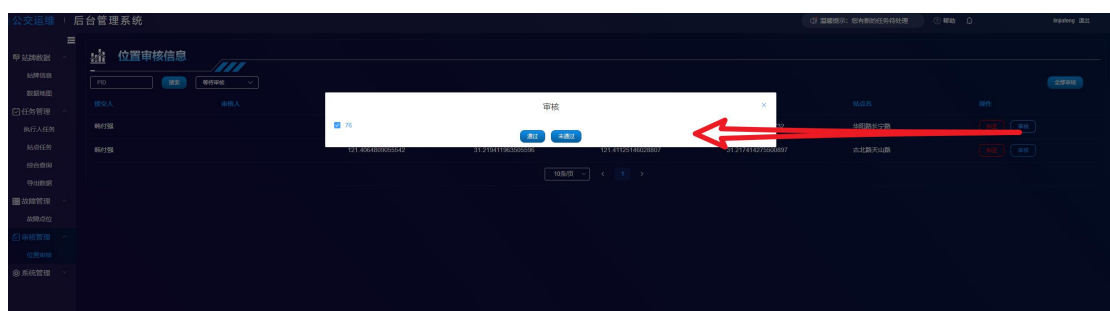 公交运维 | 后台管理系统
温馨提示：您有新的任务待处理
帮助
linjiafeng 退出
站牌数据
站牌信息
数据地图
任务管理
执行人任务
站点任务
综合查询
导出数据
故障管理
故障点位
审核管理
位置审核
系统管理
位置审核信息
PID
搜索
等待审核
全部审核
提交人
审核人
站点名
操作
韩付强
华阳路长宁路
审核
韩付强
121.4064809055542
31.219411963505596
121.41125146028807
31.217414275500897
古北路天山路
审核
10条/页
1
审核
×
76
通过
未通过